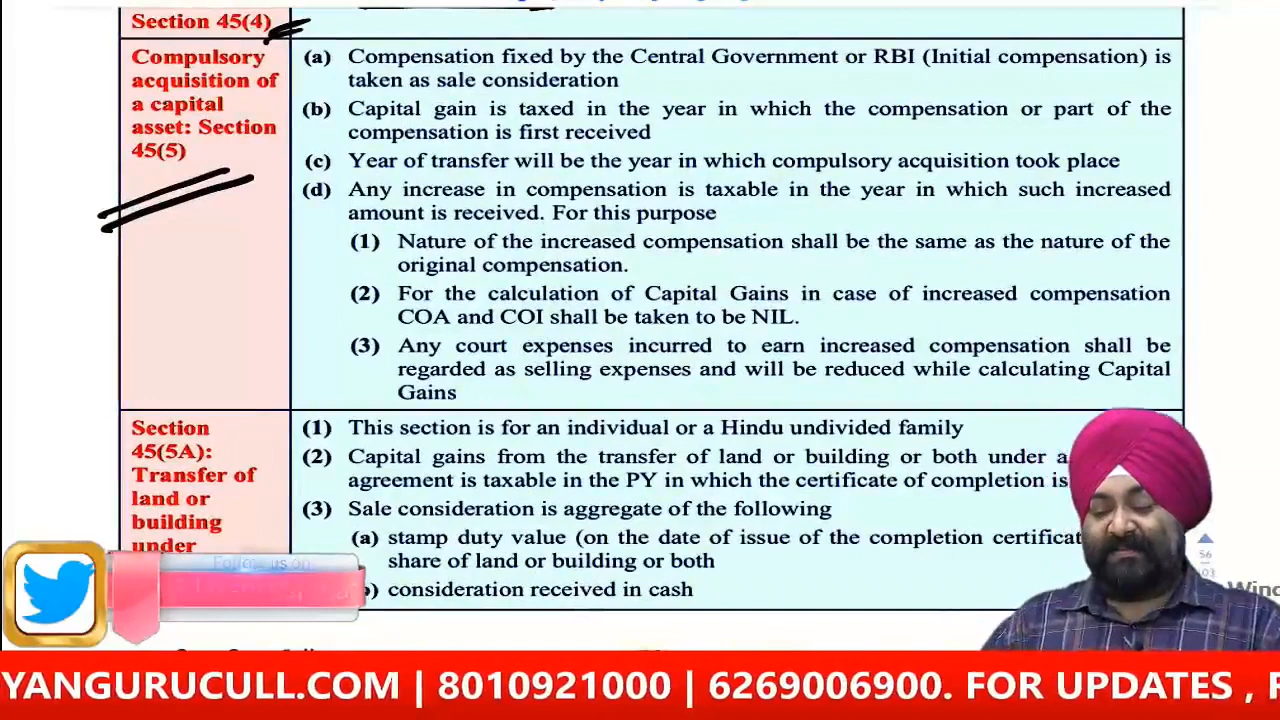 Section 45(4)
Compulsory
acquisition of
a capital
asset: Section
45(5)
(a) Compensation fixed by the Central Government or RBI (Initial compensation) is
taken as sale consideration
(b) Capital gain is taxed in the year in which the compensation or part of the
compensation is first received
(c) Year of transfer will be the year in which compulsory acquisition took place
(d) Any increase in compensation is taxable in the year in which such increased
amount is received. For this purpose
(1) Nature of the increased compensation shall be the same as the nature of the
original compensation.
(2) For the calculation of Capital Gains in case of increased compensation
COA and COI shall be taken to be NIL.
(3) Any court expenses incurred to earn increased compensation shall be
regarded as selling expenses and will be reduced while calculating Capital
Gains
Section
45(5A):
Transfer of
land or
building
under
(1) This section is for an individual or a Hindu undivided family
(2) Capital gains from the transfer of land or building or both under a
agreement is taxable in the PY in which the certificate of completion is
(3) Sale consideration is aggregate of the following
(a) stamp duty value (on the date of issue of the completion certificat
share of land or building or both
) consideration received in cash
Follow us on
56
YANGURUCULL.COM | 8010921000 | 6269006900. FOR UPDATES ,